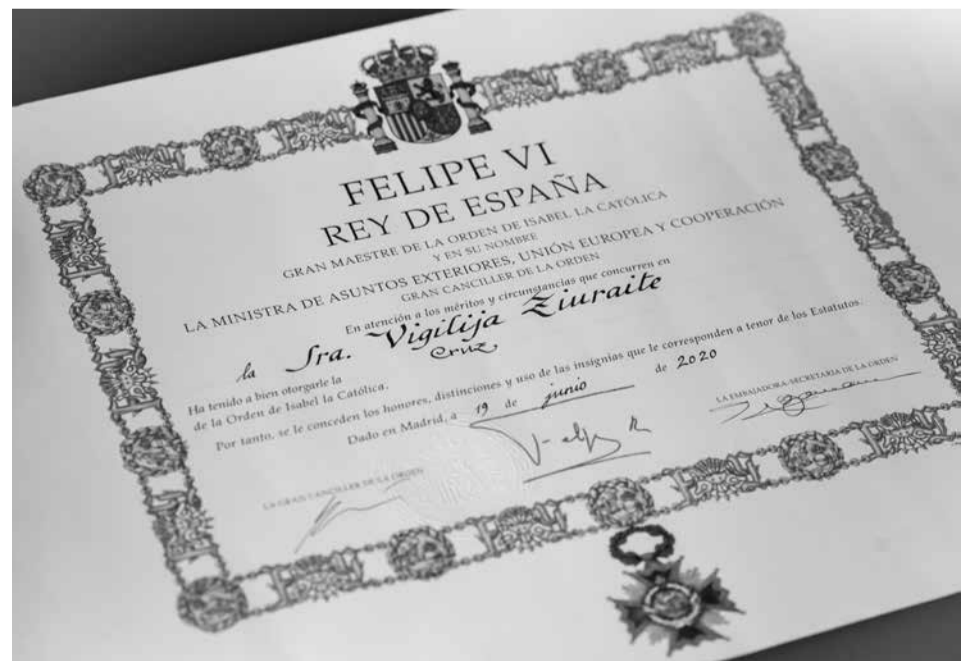 FELIPE VI
REY DE ESPAÑA
GRAN MAESTRE DE LA ORDEN DE ISABEL LA CATÓLICA
Y EN SU NOMBRE
LA MINISTRA DE ASUNTOS EXTERIORES, UNIÓN EUROPEA Y COOPERACIÓN
GRAN CANCILLER DE LA ORDEN
En atención a los méritos y circunstancias que concurren en
la Sra. Vigilija Ziuraite
Ha tenido a bien otorgarle la Cruz
de la Orden de Isabel la Católica.
Por tanto, se le conceden los honores, distinciones y uso de las insignias que le corresponden a tenor de los Estatutos.
Dado en Madrid, a 19 de junio de 2020
LA EMBAJADORA-SECRETARIA DE LA ORDEN
LA GRAN CANCILLER DE LA ORDEN